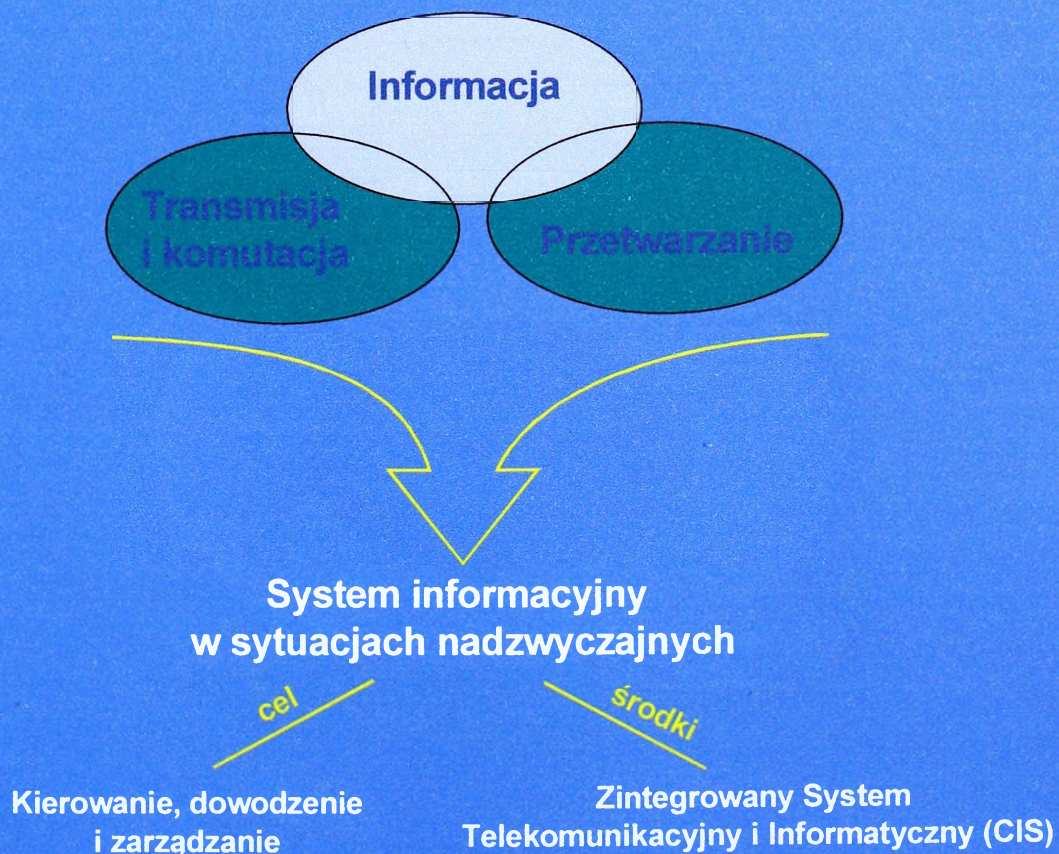 Informacja
Transmisja
i komutacja
Przetwarzanie
System informacyjny
w sytuacjach nadzwyczajnych
cel
środki
Kierowanie, dowodzenie
i zarządzanie
Zintegrowany System
Telekomunikacyjny i Informatyczny (CIS)